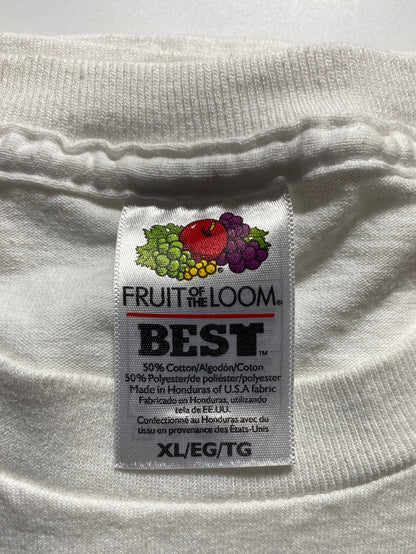 FRUIT OF THE LOOM®
BEST™
50% Cotton/Algodón/Coton
50% Polyester/de poliéster/polyester
Made in Honduras of U.S.A fabric
Fabricado en Honduras, utilizando
tela de EE.UU.
Confectionné au Honduras avec du
tissu en provenance des États-Unis
XL/EG/TG